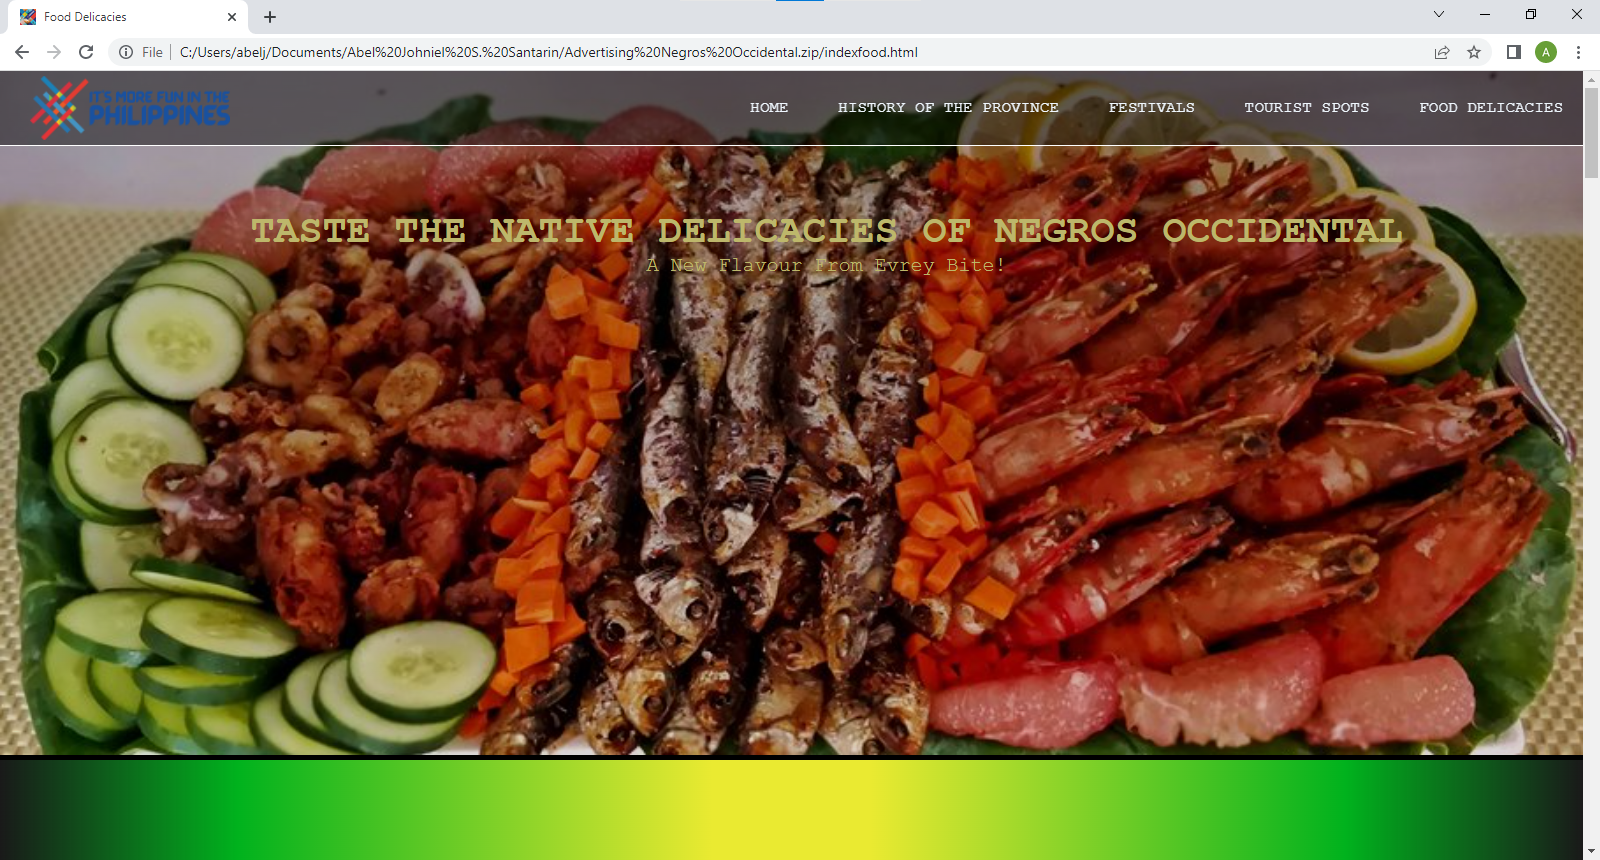 Food Delicacies
File
C:/Users/abelj/Documents/Abel%20Johniel%20S.%20Santarin/Advertising%20Negros%20Occidental.zip/indexfood.html
A
IT'S MORE FUN IN THE
PHILIPPINES
HOME HISTORY OF THE PROVINCE FESTIVALS TOURIST SPOTS FOOD DELICACIES
TASTE THE NATIVE DELICACIES OF NEGROS OCCIDENTAL
A New Flavour From Evrey Bite!